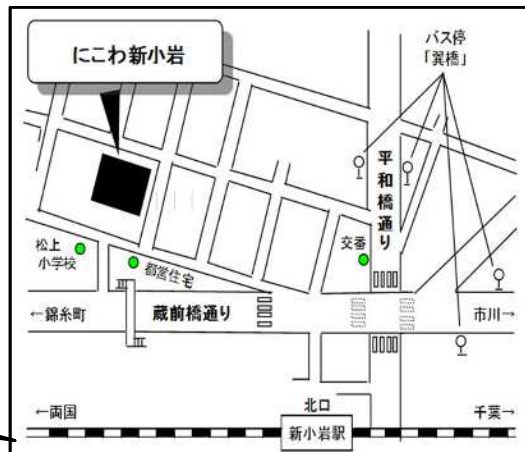 にこわ新小岩
バス停
「巽橋」
平和橋通り
交番
松上
小学校
都営住宅
←錦糸町
蔵前橋通り
市川→
北口
←両国
千葉→
新小岩駅